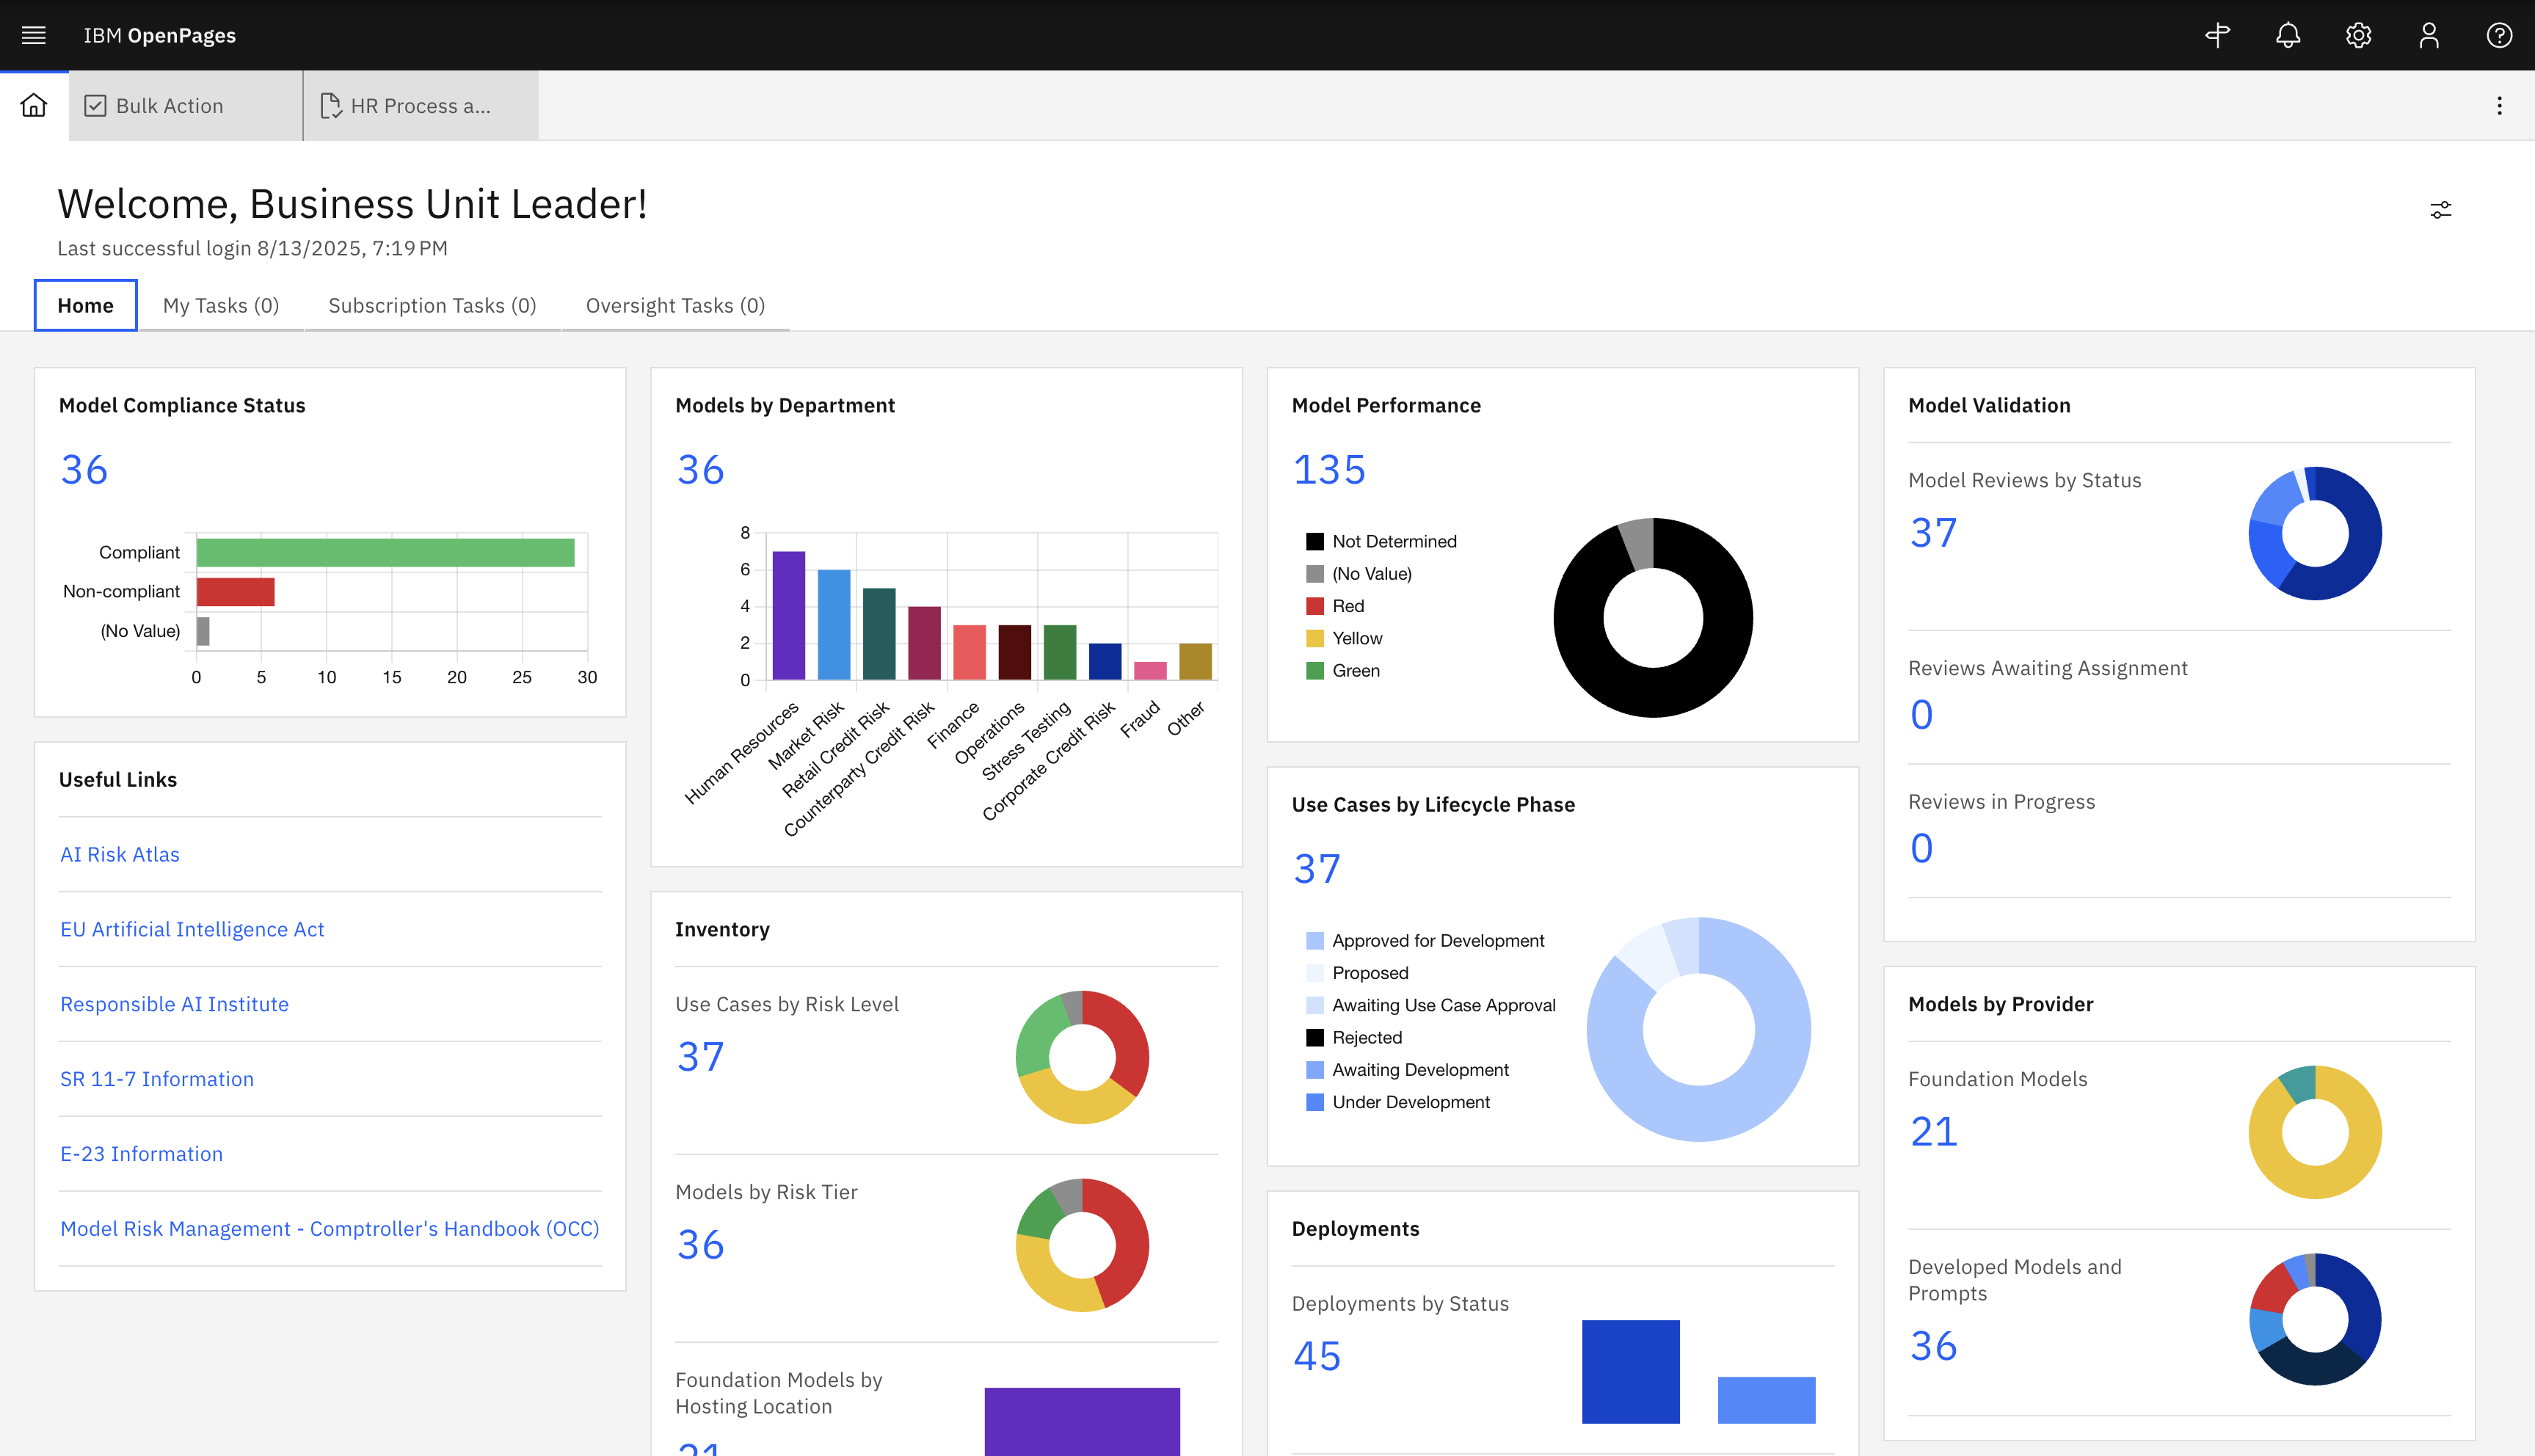 IBM OpenPages
Bulk Action
HR Process a...
Welcome, Business Unit Leader!
Last successful login 8/13/2025, 7:19 PM
Home
My Tasks (0)
Subscription Tasks (0)
Oversight Tasks (0)
Model Compliance Status
36
Compliant
Non-compliant
(No Value)
0 5 10 15 20 25 30
Useful Links
AI Risk Atlas
EU Artificial Intelligence Act
Responsible AI Institute
SR 11-7 Information
E-23 Information
Model Risk Management - Comptroller's Handbook (OCC)
Models by Department
36
8
6
4
2
0
Human Resources
Market Risk
Retail Credit Risk
Counterparty Credit Risk
Finance
Operations
Stress Testing
Corporate Credit Risk
Fraud
Other
Inventory
Use Cases by Risk Level
37
Models by Risk Tier
36
Foundation Models by
Hosting Location
21
Model Performance
135
Not Determined
(No Value)
Red
Yellow
Green
Use Cases by Lifecycle Phase
37
Approved for Development
Proposed
Awaiting Use Case Approval
Rejected
Awaiting Development
Under Development
Deployments
Deployments by Status
45
Model Validation
Model Reviews by Status
37
Reviews Awaiting Assignment
0
Reviews in Progress
0
Models by Provider
Foundation Models
21
Developed Models and
Prompts
36